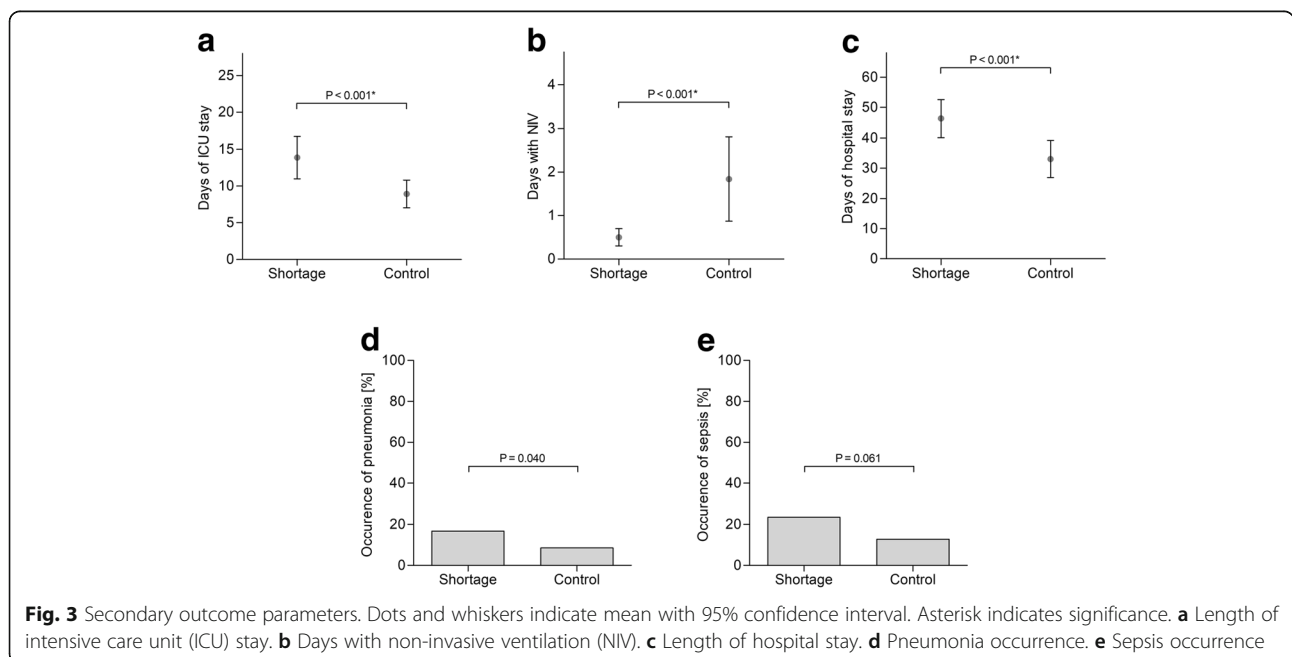 a
25
20
15
10
5
0
Days of ICU stay
P < 0.001*
Shortage Control
b
4
3
2
1
0
Days with NIV
P < 0.001*
Shortage Control
c
60
50
40
30
20
10
0
Days of hospital stay
P < 0.001*
Shortage Control
d
100
80
60
40
20
0
Occurence of pneumonia [%]
P = 0.040
Shortage Control
e
100
80
60
40
20
0
Occurence of sepsis [%]
P = 0.061
Shortage Control
Fig. 3 Secondary outcome parameters. Dots and whiskers indicate mean with 95% confidence interval. Asterisk indicates significance. a Length of
intensive care unit (ICU) stay. b Days with non-invasive ventilation (NIV). c Length of hospital stay. d Pneumonia occurrence. e Sepsis occurrence